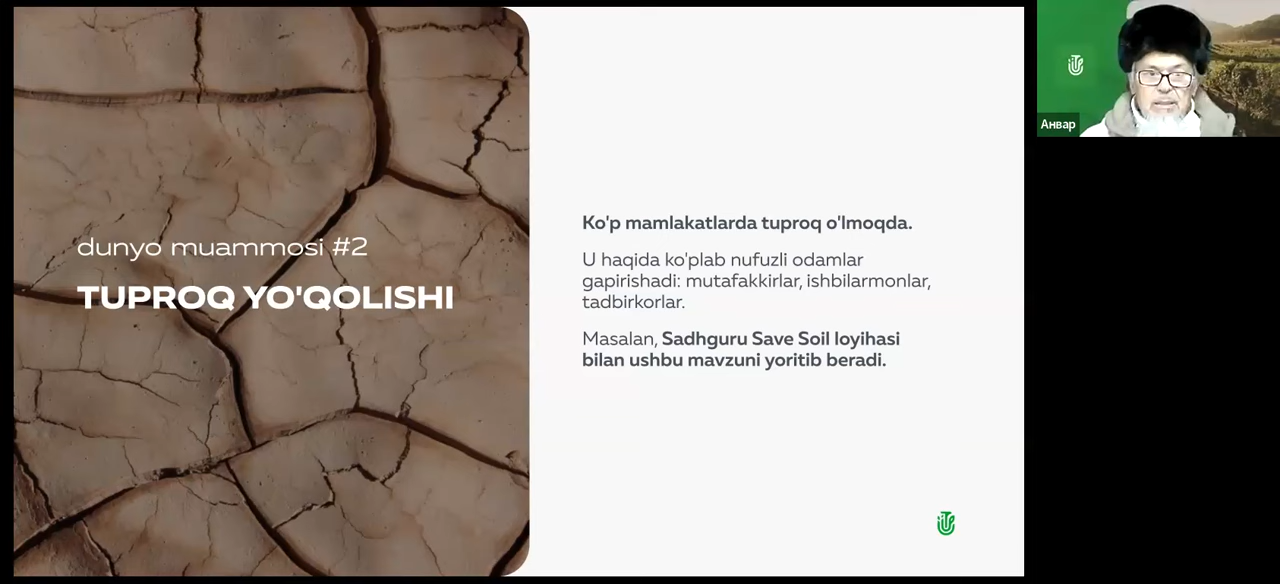 dunyo muammosi #2
TUPROQ YO'QOLISHI
Ko'p mamlakatlarda tuproq o'lmoqda.
U haqida ko'plab nufuzli odamlar
gapirishadi: mutafakkirlar, ishbilarmonlar,
tadbirkorlar.
Masalan, Sadhguru Save Soil loyihasi
bilan ushbu mavzuni yoritib beradi.
Анвар